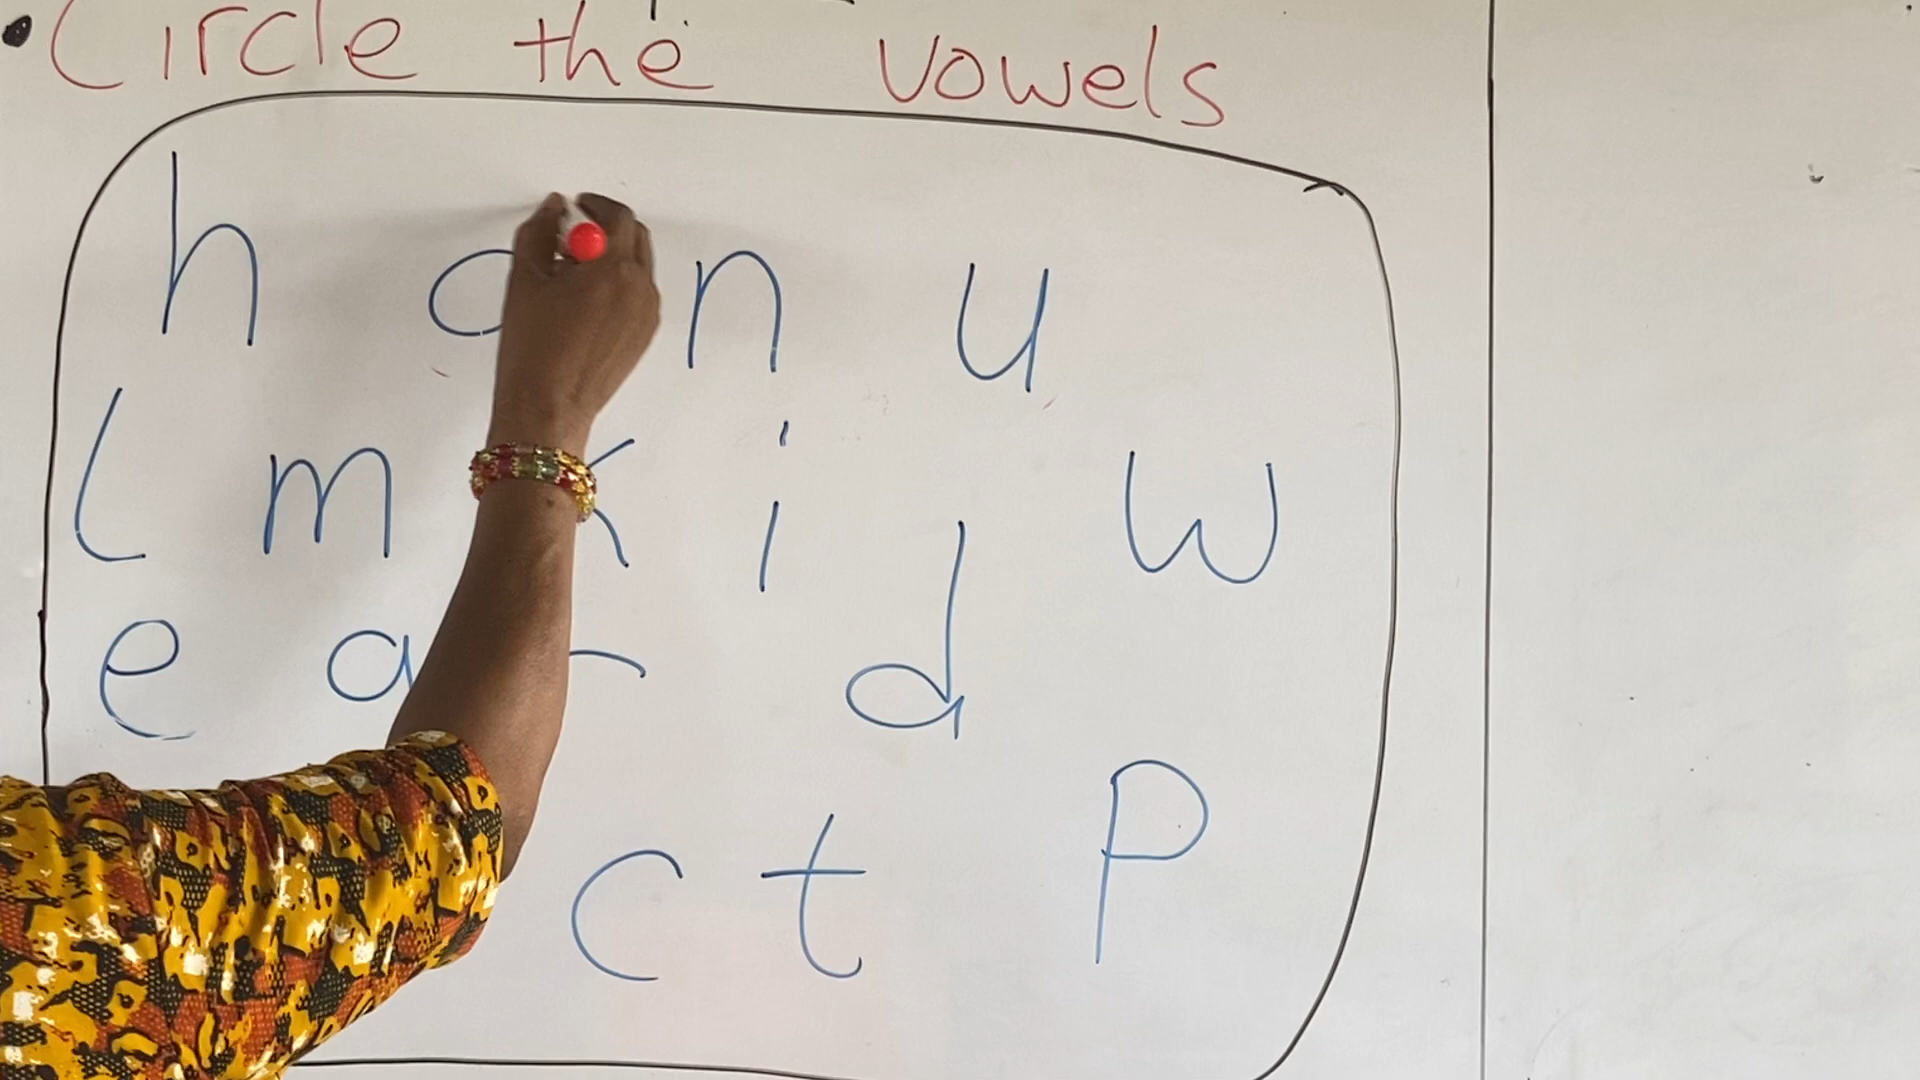 Circle the vowels
h n u
l m k i w
e a d
c t p